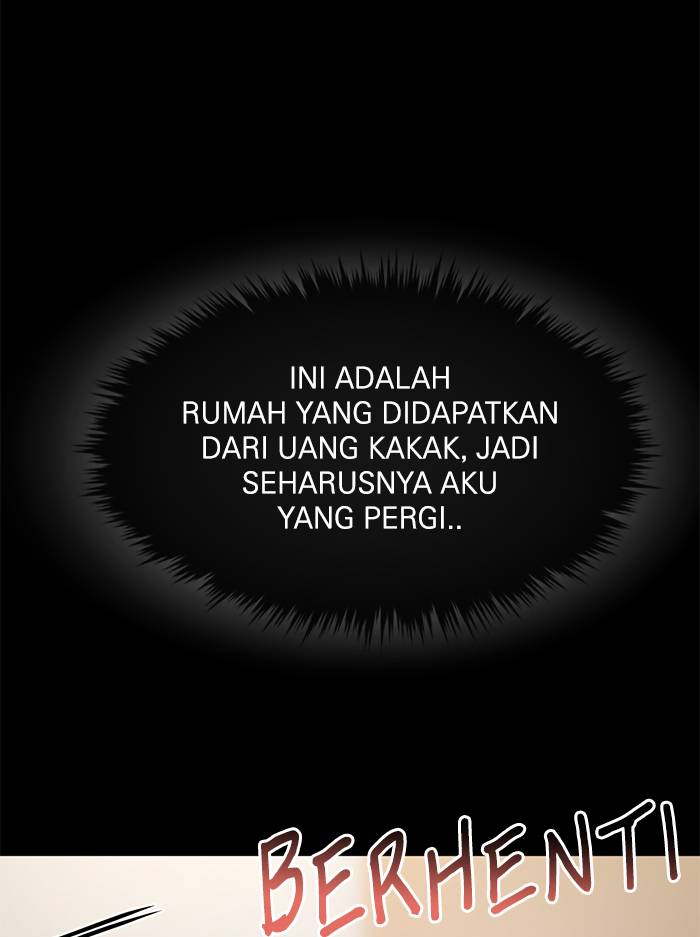 INI ADALAH
RUMAH YANG DIDAPATKAN
DARI UANG KAKAK, JADI
SEHARUSNYA AKU
YANG PERGI..
BERHENTI